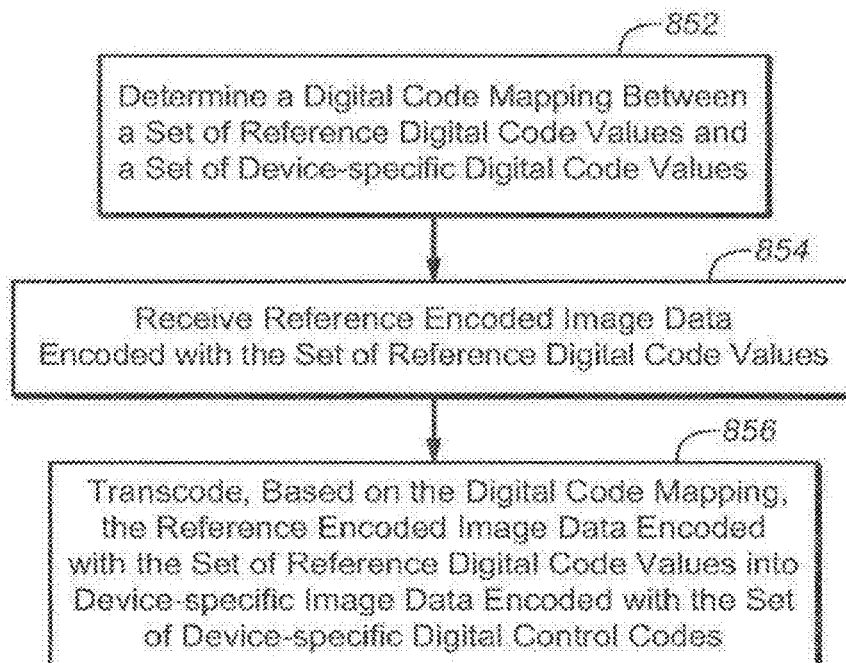 852
Determine a Digital Code Mapping Between
a Set of Reference Digital Code Values and
a Set of Device-specific Digital Code Values
854
Receive Reference Encoded Image Data
Encoded with the Set of Reference Digital Code Values
856
Transcode, Based on the Digital Code Mapping,
the Reference Encoded Image Data Encoded
with the Set of Reference Digital Code Values into
Device-specific Image Data Encoded with the Set
of Device-specific Digital Control Codes